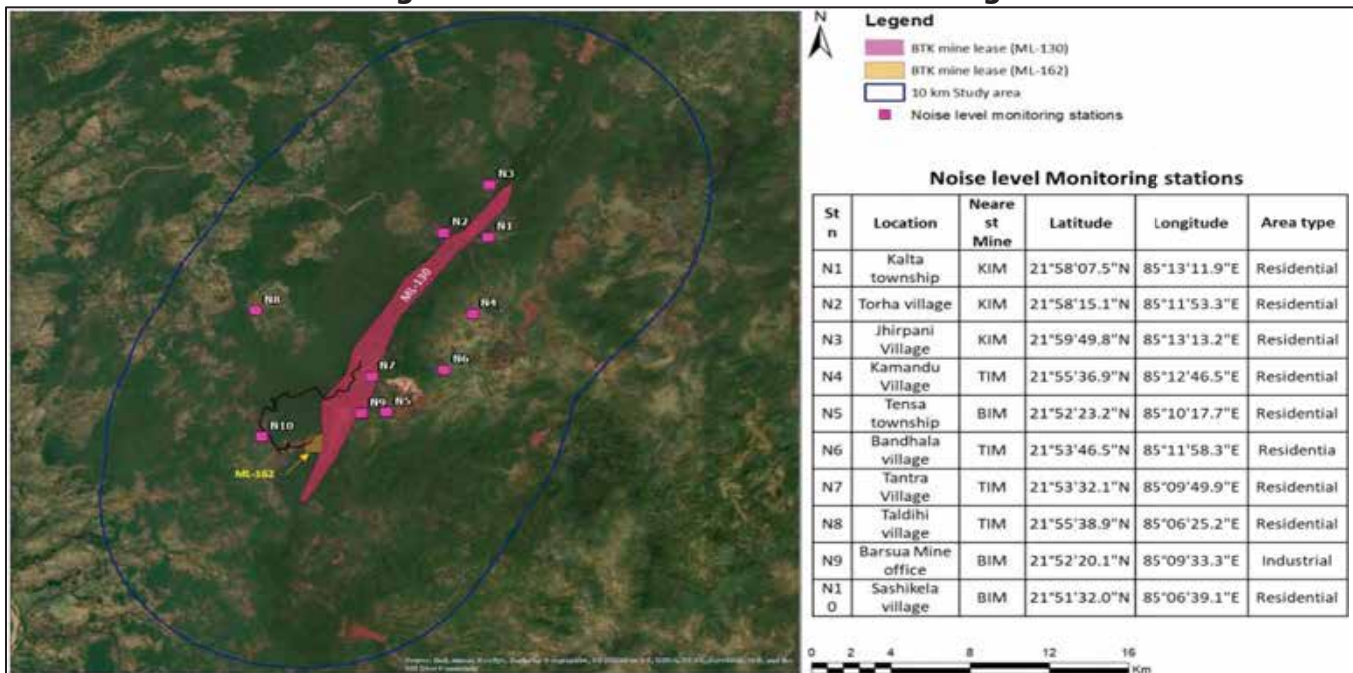 N
Legend
BTK mine lease (ML-130)
BTK mine lease (ML-162)
10 km Study area
Noise level monitoring stations
N3
N2
N1
ML-130
N8
N4
N7
N6
N9
N5
N10
ML-162
Noise level Monitoring stations
St n Location Neare st Mine Latitude Longitude Area type
N1 Kalta township KIM 21°58'07.5"N 85°13'11.9"E Residential
N2 Torha village KIM 21°58'15.1"N 85°11'53.3"E Residential
N3 Jhirpani Village KIM 21°59'49.8"N 85°13'13.2"E Residential
N4 Kamandu Village TIM 21°55'36.9"N 85°12'46.5"E Residential
N5 Tensa township BIM 21°52'23.2"N 85°10'17.7"E Residential
N6 Bandhala village TIM 21°53'46.5"N 85°11'58.3"E Residentia
N7 Tantra Village TIM 21°53'32.1"N 85°09'49.9"E Residential
N8 Taldihi village TIM 21°55'38.9"N 85°06'25.2"E Residential
N9 Barsua Mine office BIM 21°52'20.1"N 85°09'33.3"E Industrial
N1 0 Sashikela village BIM 21°51'32.0"N 85°06'39.1"E Residential
0 2 4 8 12 16
Km